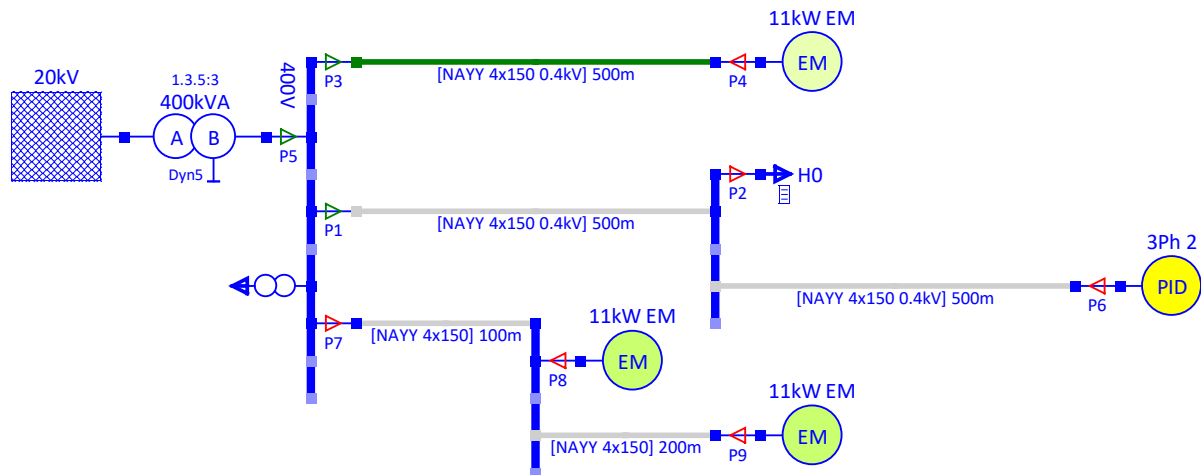 20kV
1.3.5:3
400kVA
A B
Dyn5
P5
400V
P3
[NAYY 4x150 0.4kV] 500m
P4
11kW EM
EM
P1
[NAYY 4x150 0.4kV] 500m
P2
H0
3Ph 2
PID
[NAYY 4x150 0.4kV] 500m
P6
P7
[NAYY 4x150] 100m
11kW EM
EM
P8
11kW EM
EM
[NAYY 4x150] 200m
P9